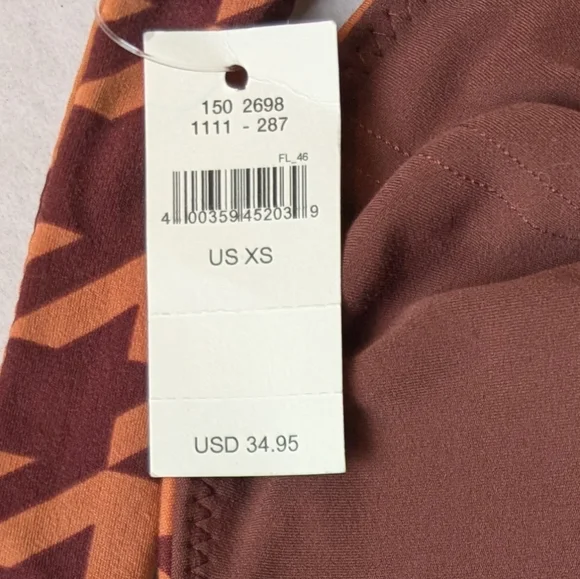 150 2698
1111 - 287
FL_46
4 00359 45203 9
US XS
USD 34.95